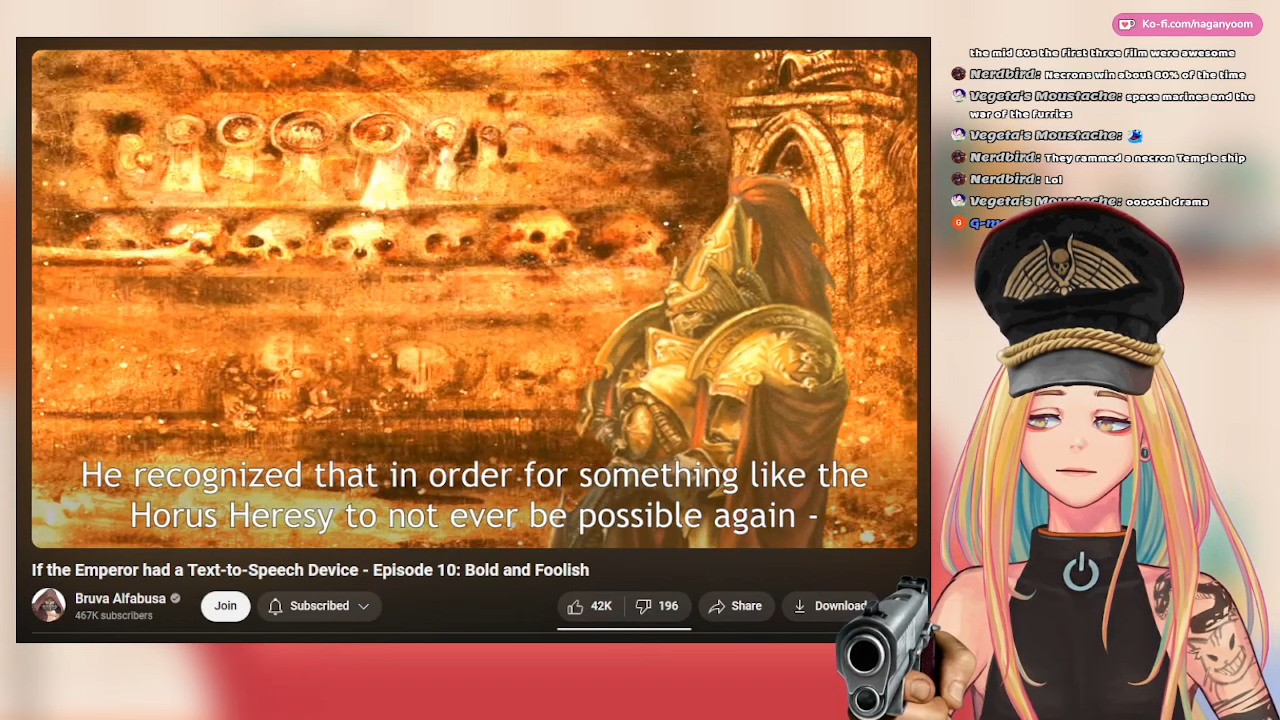 Ko-fi.com/naganyoom
the mid 80s the first three film were awesome
Nerdbird: Necrons win about 80% of the time
Vegeta's Moustache: space marines and the
war of the furries
Vegeta's Moustache:
Nerdbird: They rammed a necron Temple ship
Nerdbird: Lol
Vegeta's Moustache: oooooh drama
G
He recognized that in order for something like the
Horus Heresy to not ever be possible again -
If the Emperor had a Text-to-Speech Device - Episode 10: Bold and Foolish
Bruva Alfabusa
467K subscribers
Join
Subscribed
42K
196
Share
Download